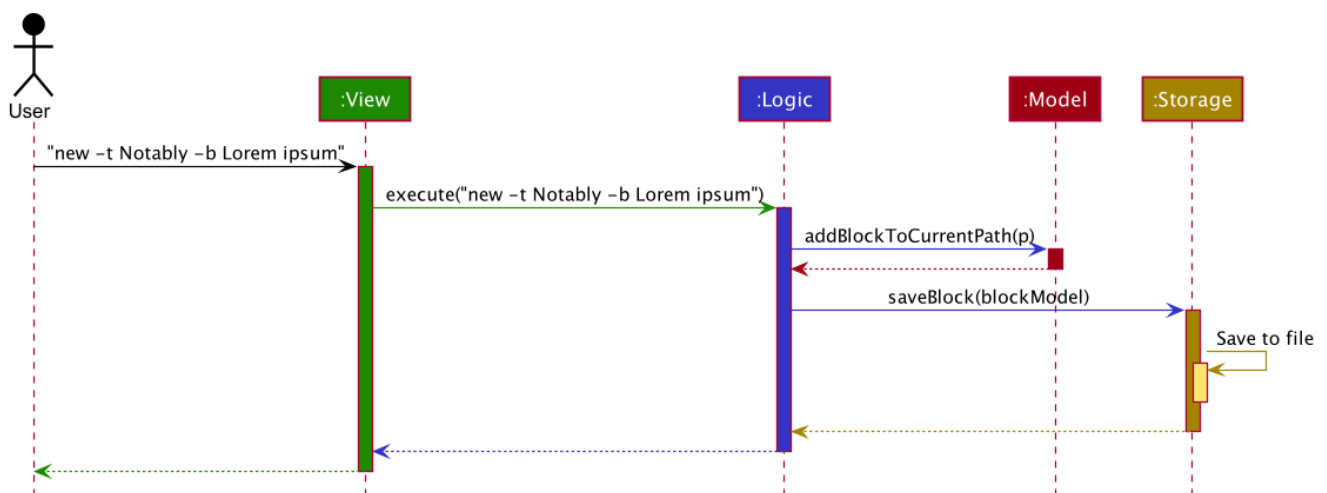 User
:View
:Logic
:Model
:Storage
"new -t Notably -b Lorem ipsum"
execute("new -t Notably -b Lorem ipsum")
addBlockToCurrentPath(p)
saveBlock(blockModel)
Save to file